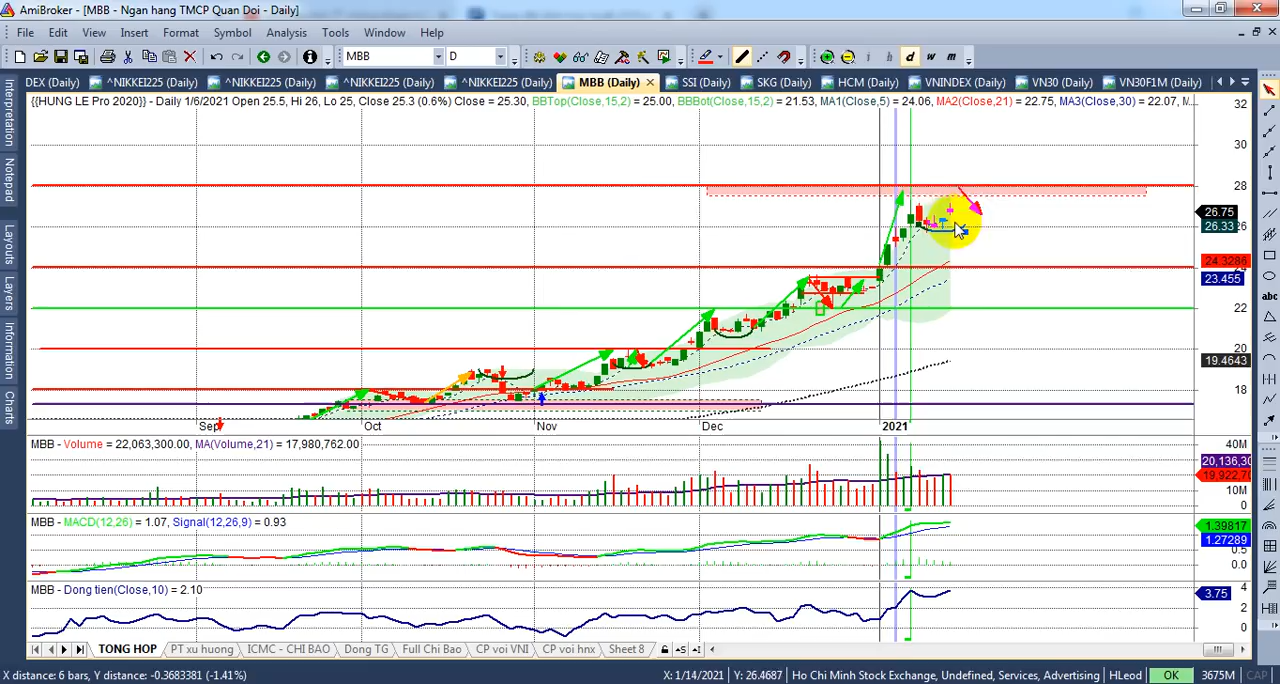 AmiBroker - [MBB - Ngan hang TMCP Quan Doi - Daily]
File Edit View Insert Format Symbol Analysis Tools Window Help
MBB D i h d w m
DEX (Daily) ^NIKKEI225 (Daily) ^NIKKEI225 (Daily) ^NIKKEI225 (Daily) ^NIKKEI225 (Daily) MBB (Daily) SSI (Daily) SKG (Daily) HCM (Daily) VNINDEX (Daily) VN30 (Daily) VN30F1M (Daily)
{{HUNG LE Pro 2020}} - Daily 1/6/2021 Open 25.5, Hi 26, Lo 25, Close 25.3 (0.6%) Close = 25.30, BBTop(Close,15,2) = 25.00, BBBot(Close,15,2) = 21.53, MA1(Close,5) = 24.06, MA2(Close,21) = 22.75, MA3(Close,30) = 22.07,
Interpretation
Notepad
Layouts
Layers
Information
Charts
32
30
28
26.75
26.33
26
24.3286
23.455
22
20
19.4643
18
Sep Oct Nov Dec 2021
MBB - Volume = 22,063,300.00, MA(Volume,21) = 17,980,762.00
40M
20,136,30
19,922,70
10M
0
MBB - MACD(12,26) = 1.07, Signal(12,26,9) = 0.93
1.39817
1.27289
0.5
0.0
MBB - Dong tien(Close,10) = 2.10
4
3.75
2
0
TONG HOP PT xu huong ICMC - CHI BAO Dong TG Full Chi Bao CP voi VNI CP voi hnx Sheet 8
X distance: 6 bars, Y distance: -0.3683381 (-1.41%) X: 1/14/2021 Y: 26.4687 Ho Chi Minh Stock Exchange, Undefined, Services, Advertising HLeod OK 3675M CAP